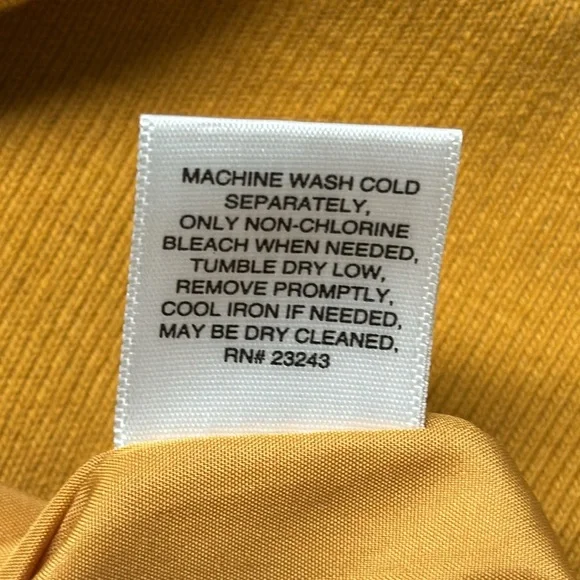 MACHINE WASH COLD
SEPARATELY,
ONLY NON-CHLORINE
BLEACH WHEN NEEDED,
TUMBLE DRY LOW,
REMOVE PROMPTLY,
COOL IRON IF NEEDED,
MAY BE DRY CLEANED,
RN# 23243